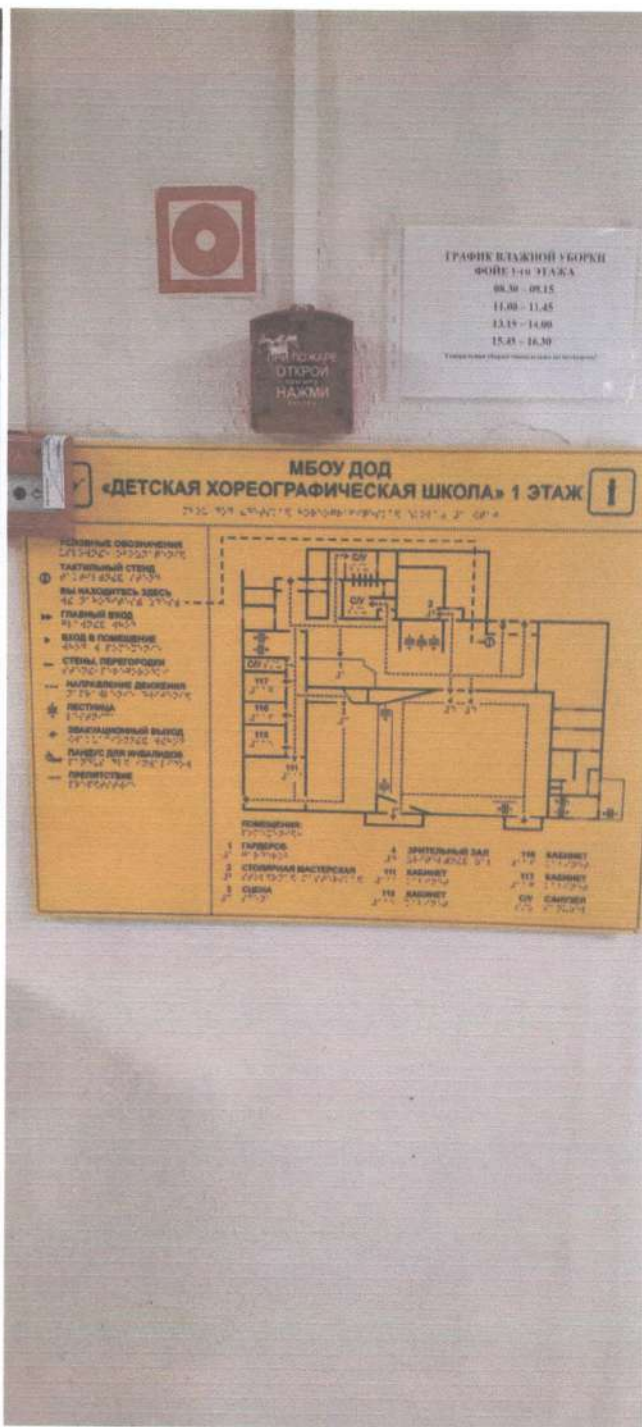 ГРАФИК ВЛАЖНОЙ УБОРКИ
ФОЙЕ 1-го ЭТАЖА
08.30 – 09.15
11.00 – 11.45
13.15 – 14.00
15.45 – 16.30
ПРИ ПОЖАРЕ
ОТКРОЙ
НАЖМИ
МБОУ ДОД
«ДЕТСКАЯ ХОРЕОГРАФИЧЕСКАЯ ШКОЛА» 1 ЭТАЖ
УСЛОВНЫЕ ОБОЗНАЧЕНИЯ
ТАКТИЛЬНЫЙ СТЕНД
ВЫ НАХОДИТЕСЬ ЗДЕСЬ
ГЛАВНЫЙ ВХОД
ВХОД В ПОМЕЩЕНИЕ
СТЕНЫ, ПЕРЕГОРОДКИ
НАПРАВЛЕНИЕ ДВИЖЕНИЯ
ЛЕСТНИЦА
ЭВАКУАЦИОННЫЙ ВЫХОД
ПАНДУС ДЛЯ ИНВАЛИДОВ
ПРЕПЯТСТВИЕ
С/У
С/У
С/У
117
116
115
111
ПОМЕЩЕНИЯ:
1 ГАРДЕРОБ
2 СТОЛЯРНАЯ МАСТЕРСКАЯ
3 СЦЕНА
4 ЗРИТЕЛЬНЫЙ ЗАЛ
111 КАБИНЕТ
115 КАБИНЕТ
116 КАБИНЕТ
117 КАБИНЕТ
С/У САНУЗЕЛ